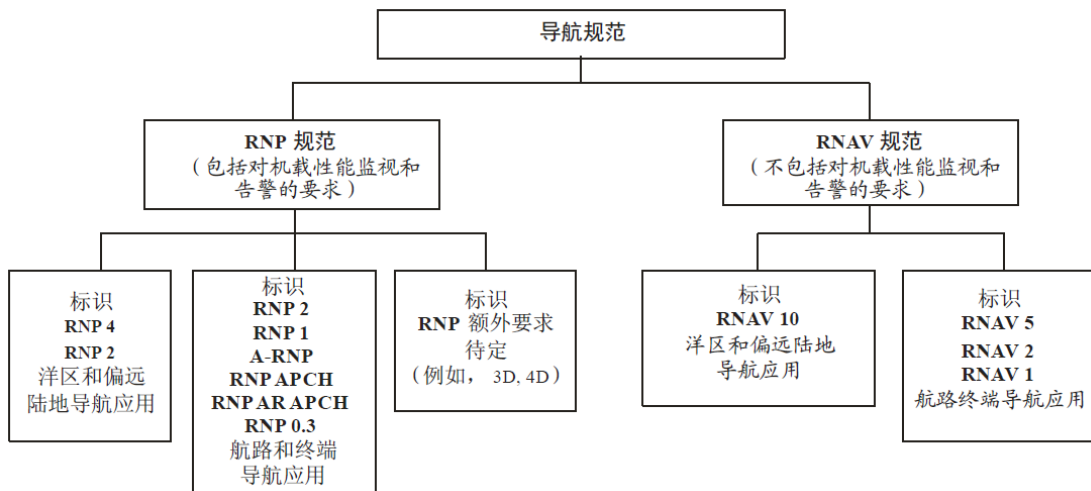 导航规范
RNP 规范
（包括对机载性能监视和
告警的要求）
RNAV 规范
（不包括对机载性能监视和
告警的要求）
标识
RNP 4
RNP 2
洋区和偏远
陆地导航应用
标识
RNP 2
RNP 1
A-RNP
RNP APCH
RNP AR APCH
RNP 0.3
航路和终端
导航应用
标识
RNP 额外要求
待定
（例如， 3D, 4D）
标识
RNAV 10
洋区和偏远陆地
导航应用
标识
RNAV 5
RNAV 2
RNAV 1
航路终端导航应用